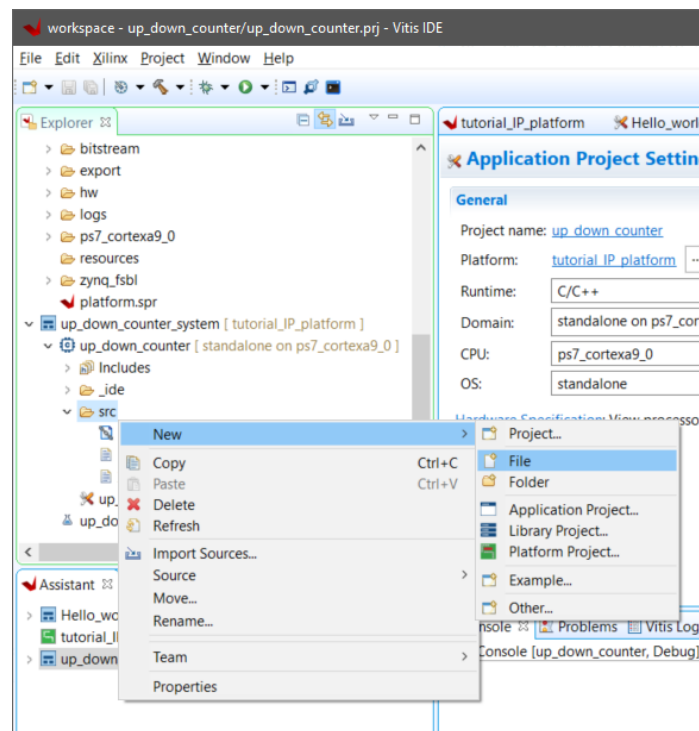 workspace - up_down_counter/up_down_counter.prj - Vitis IDE
File Edit Xilinx Project Window Help
Explorer
tutorial_IP_platform
Hello_worl
bitstream
export
hw
logs
ps7_cortexa9_0
resources
zynq_fsbl
platform.spr
up_down_counter_system [ tutorial_IP_platform ]
up_down_counter [ standalone on ps7_cortexa9_0 ]
Includes
_ide
src
up_
up_do
Application Project Settin
General
Project name: up_down_counter
Platform: tutorial_IP_platform ...
Runtime: C/C++
Domain: standalone on ps7_cor
CPU: ps7_cortexa9_0
OS: standalone
View processo
New
Copy Ctrl+C
Paste Ctrl+V
Delete
Refresh
Import Sources...
Source
Move...
Rename...
Team
Properties
Project...
File
Folder
Application Project...
Library Project...
Platform Project...
Example...
Other...
Assistant
Hello_wo
tutorial_I
up_down
nsole Problems Vitis Log
Console [up_down_counter, Debug]